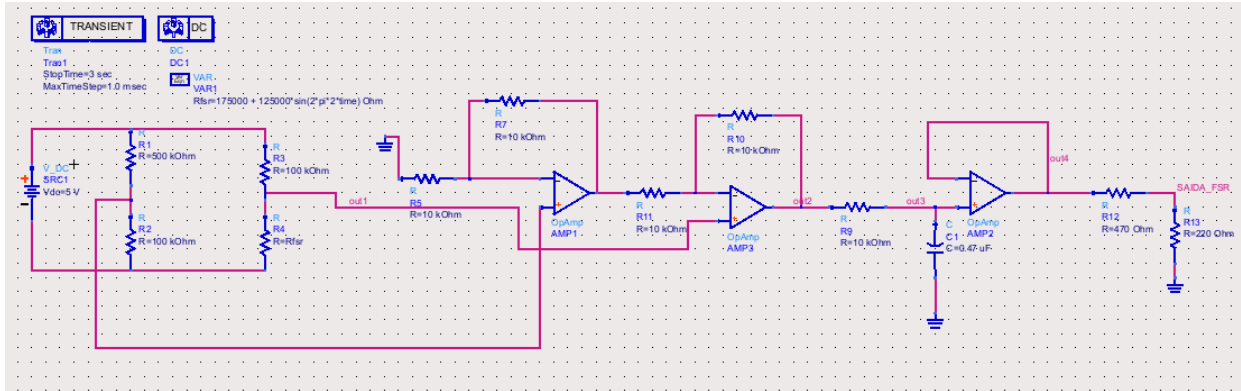 TRANSIENT
DC
Tran
Tran1
StopTime=3 sec
MaxTimeStep=1.0 msec
DC
DC1
VAR
VAR1
Rfsr=175000 + 125000*sin(2*pi*2*time) Ohm
V_DC
SRC1
Vdc=5 V
R
R1
R=500 kOhm
R
R2
R=100 kOhm
R
R3
R=100 kOhm
R
R4
R=Rfsr
out1
R
R7
R=10 kOhm
R
R5
R=10 kOhm
OpAmp
AMP1
R
R11
R=10 kOhm
R
R10
R=10 kOhm
OpAmp
AMP3
out2
R
R9
R=10 kOhm
out3
C
C1
C=0.47 uF
OpAmp
AMP2
out4
R
R12
R=470 Ohm
SAIDA_FSR
R
R13
R=220 Ohm